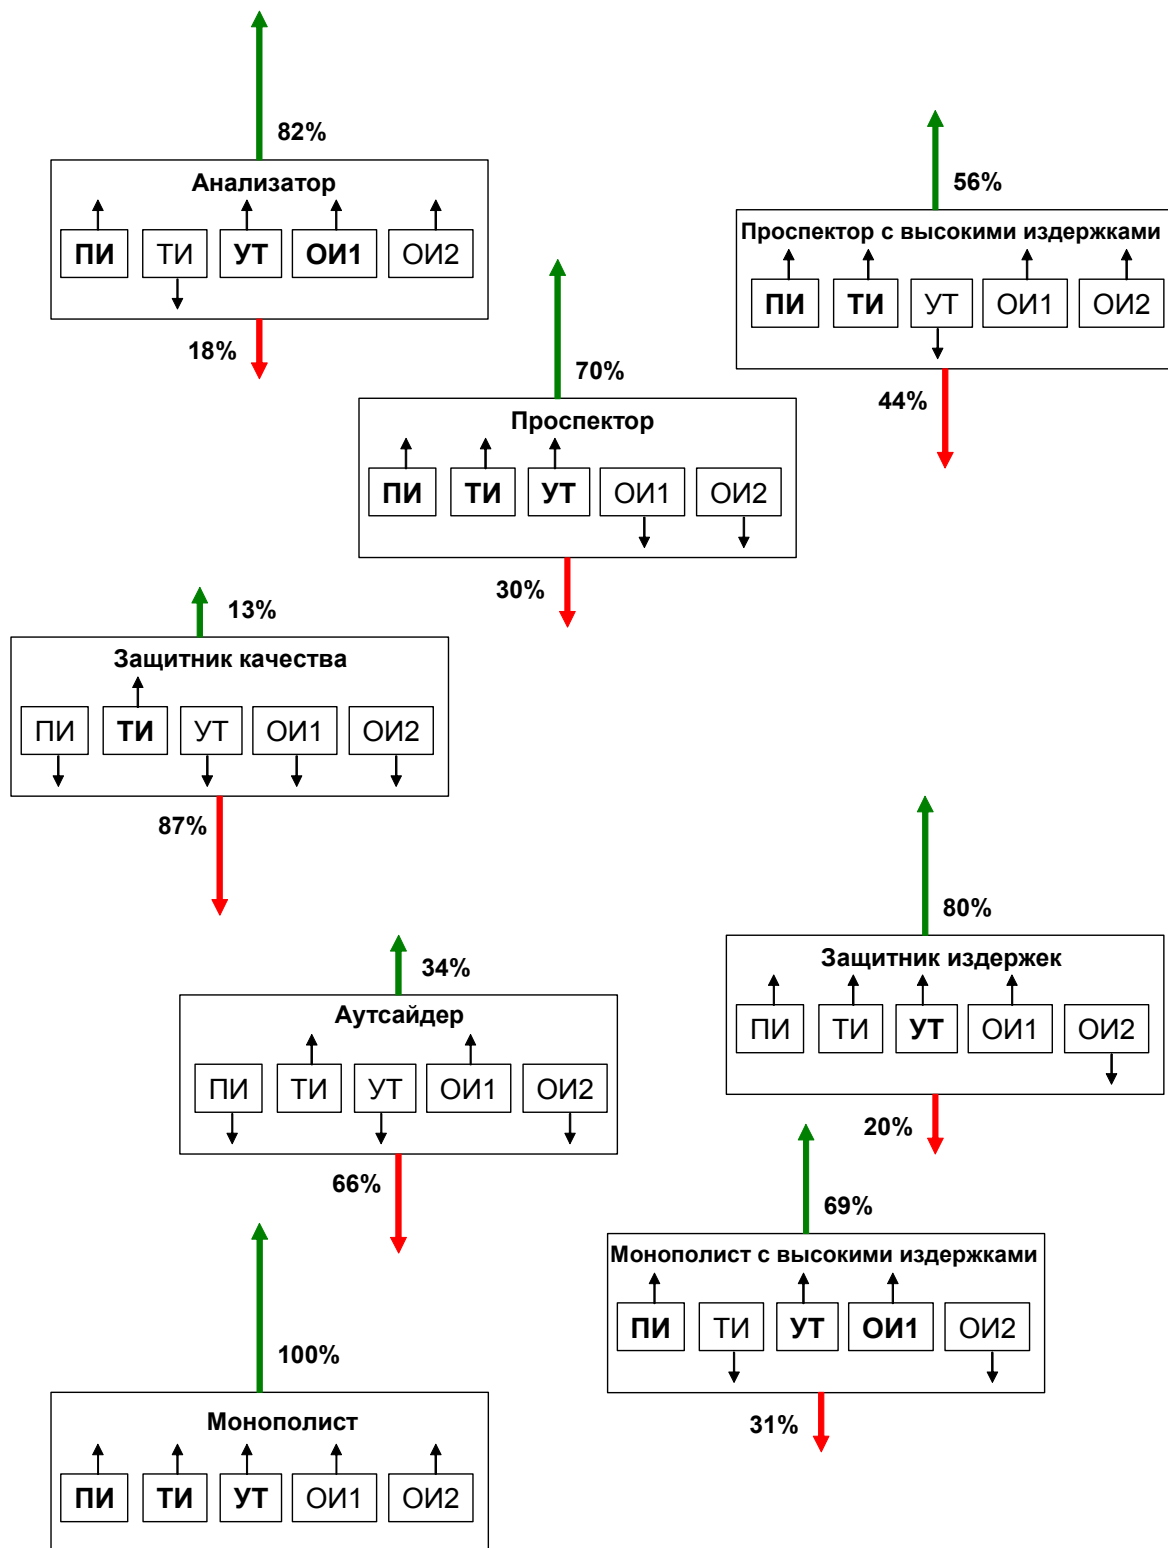 82%
Анализатор
ПИ ТИ УТ ОИ1 ОИ2
18%
56%
Проспектор с высокими издержками
ПИ ТИ УТ ОИ1 ОИ2
44%
70%
Проспектор
ПИ ТИ УТ ОИ1 ОИ2
30%
13%
Защитник качества
ПИ ТИ УТ ОИ1 ОИ2
87%
80%
Защитник издержек
ПИ ТИ УТ ОИ1 ОИ2
20%
34%
Аутсайдер
ПИ ТИ УТ ОИ1 ОИ2
66%
69%
Монополист с высокими издержками
ПИ ТИ УТ ОИ1 ОИ2
31%
100%
Монополист
ПИ ТИ УТ ОИ1 ОИ2